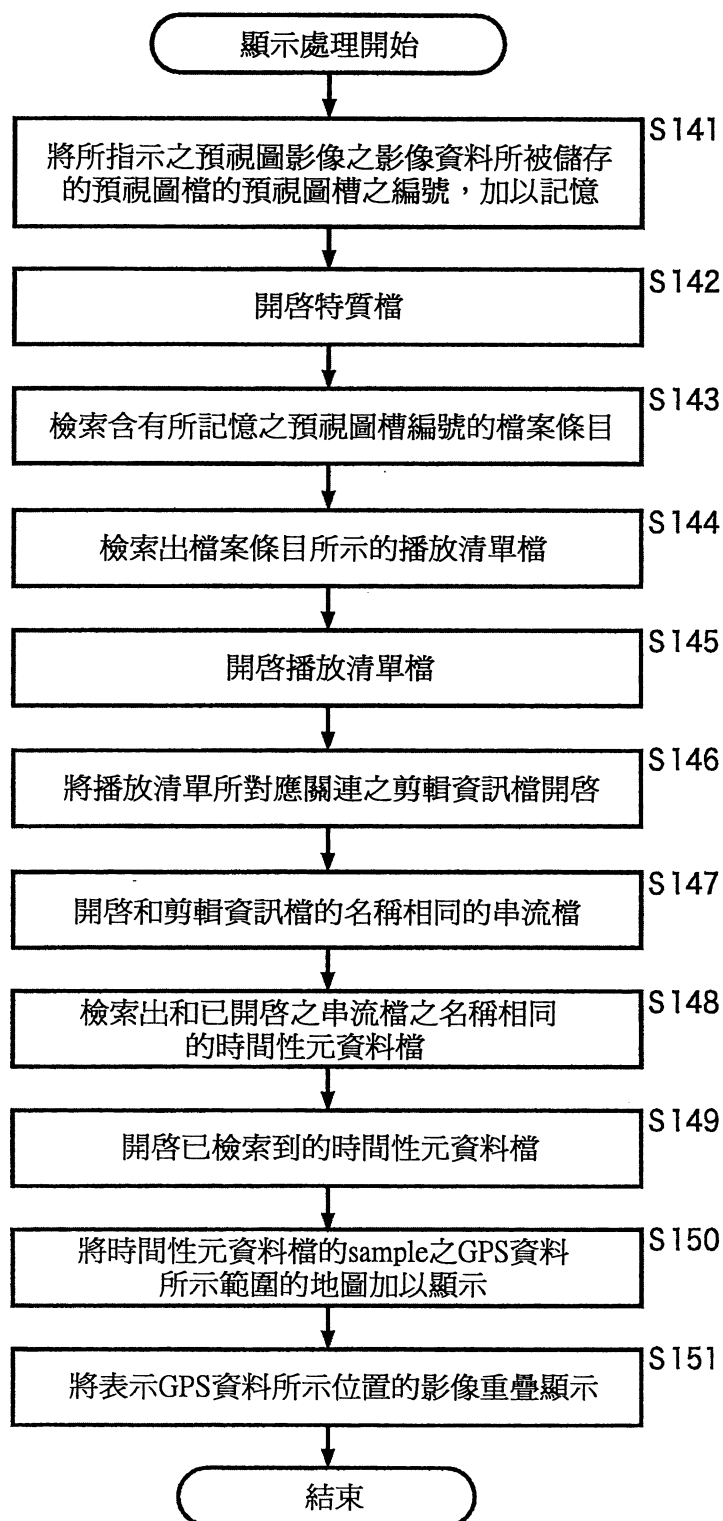 顯示處理開始
S141
將所指示之預視圖影像之影像資料所被儲存
的預視圖檔的預視圖槽之編號，加以記憶
S142
開啓特質檔
S143
檢索含有所記憶之預視圖槽編號的檔案條目
S144
檢索出檔案條目所示的播放清單檔
S145
開啓播放清單檔
S146
將播放清單所對應關連之剪輯資訊檔開啓
S147
開啓和剪輯資訊檔的名稱相同的串流檔
S148
檢索出和已開啓之串流檔之名稱相同
的時間性元資料檔
S149
開啓已檢索到的時間性元資料檔
S150
將時間性元資料檔的sample之GPS資料
所示範圍的地圖加以顯示
S151
將表示GPS資料所示位置的影像重疊顯示
結束